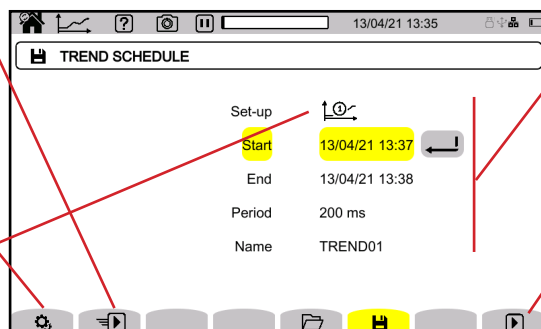 ? 13/04/21 13:35
TREND SCHEDULE
Set-up 1
Start 13/04/21 13:37
End 13/04/21 13:38
Period 200 ms
Name TREND01